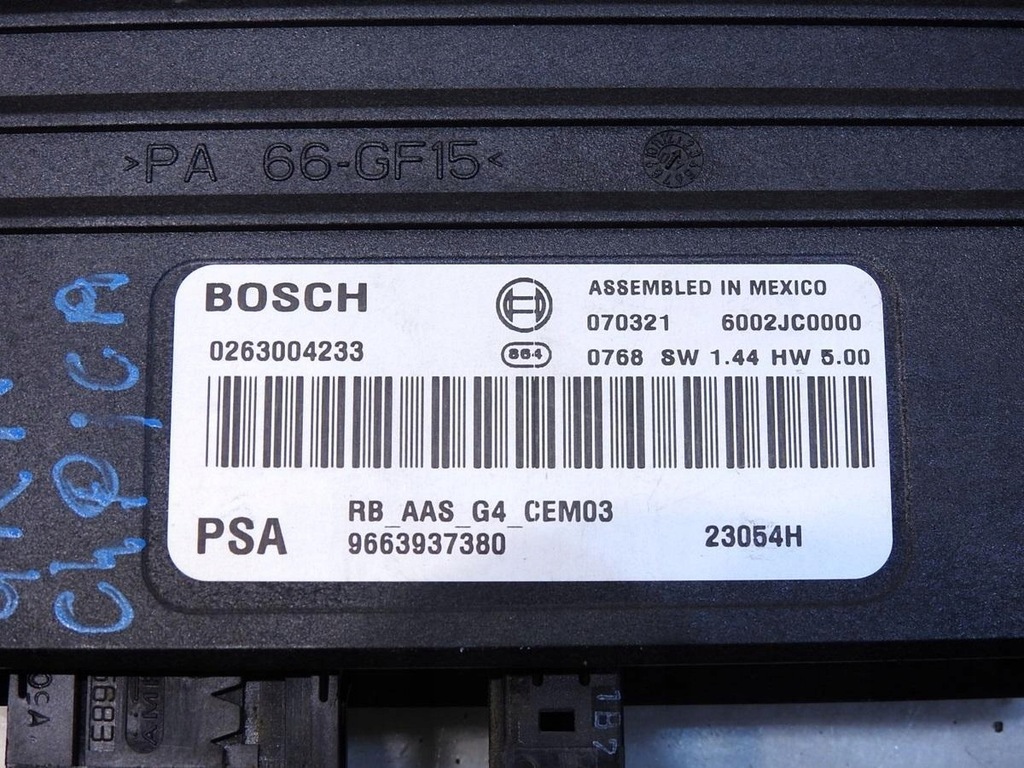 >PA 66-GF15<
BOSCH
ASSEMBLED IN MEXICO
070321 6002JC0000
0263004233
864
0768 SW 1.44 HW 5.00
RB_AAS_G4_CEM03
PSA
9663937380
23054H